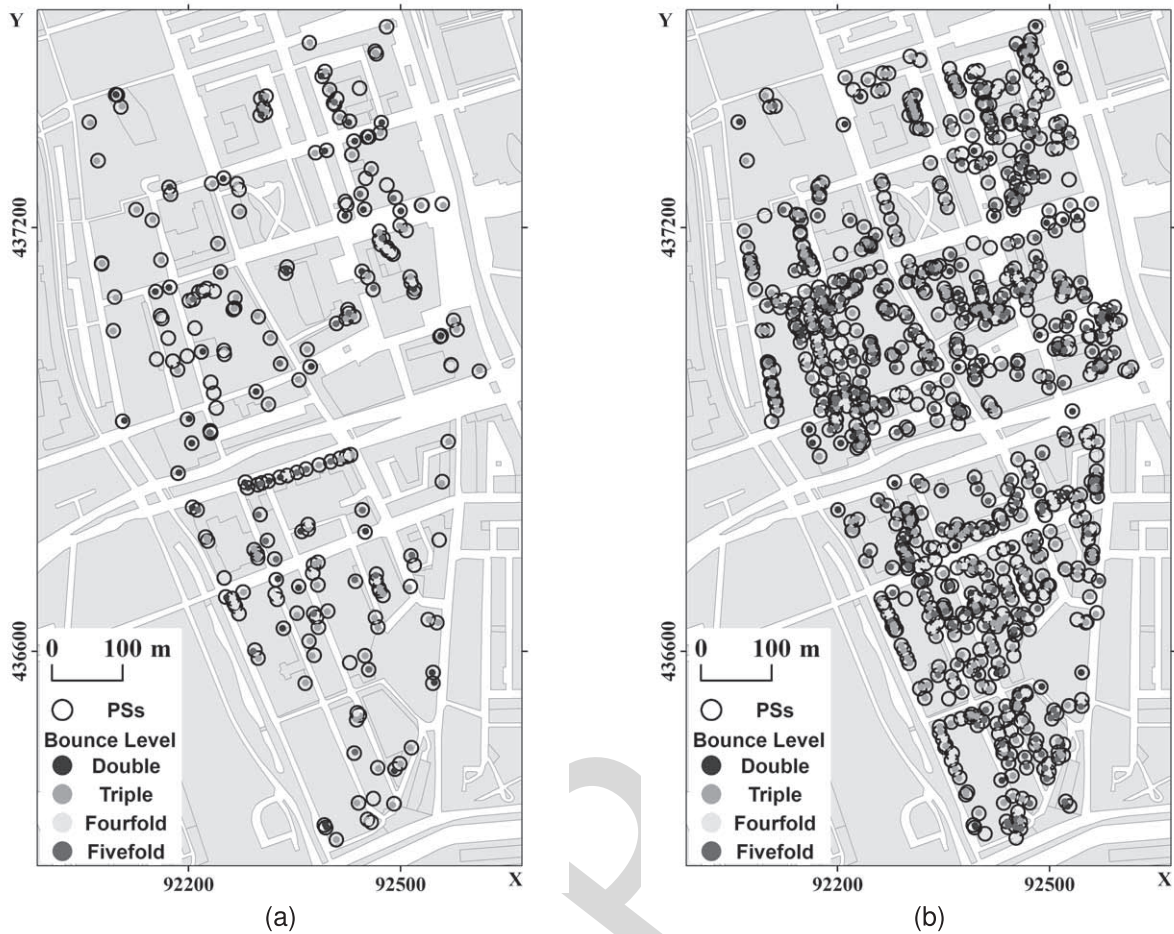 Y
437200
436600
0 100 m
PSs
Bounce Level
Double
Triple
Fourfold
Fivefold
92200 92500 X
(a)
Y
437200
436600
0 100 m
PSs
Bounce Level
Double
Triple
Fourfold
Fivefold
92200 92500 X
(b)